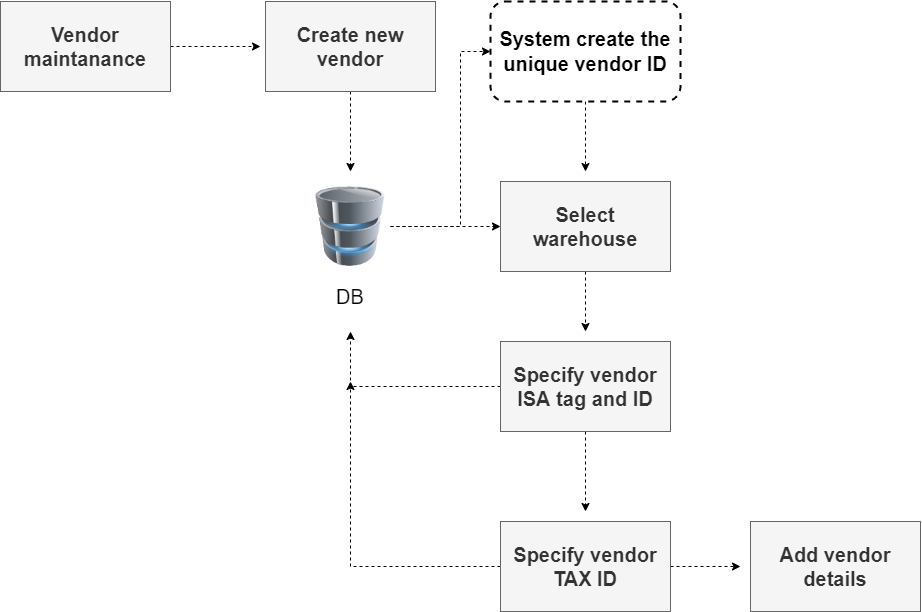 Vendor
maintanance
Create new
vendor
System create the
unique vendor ID
Select
warehouse
DB
Specify vendor
ISA tag and ID
Specify vendor
TAX ID
Add vendor
details